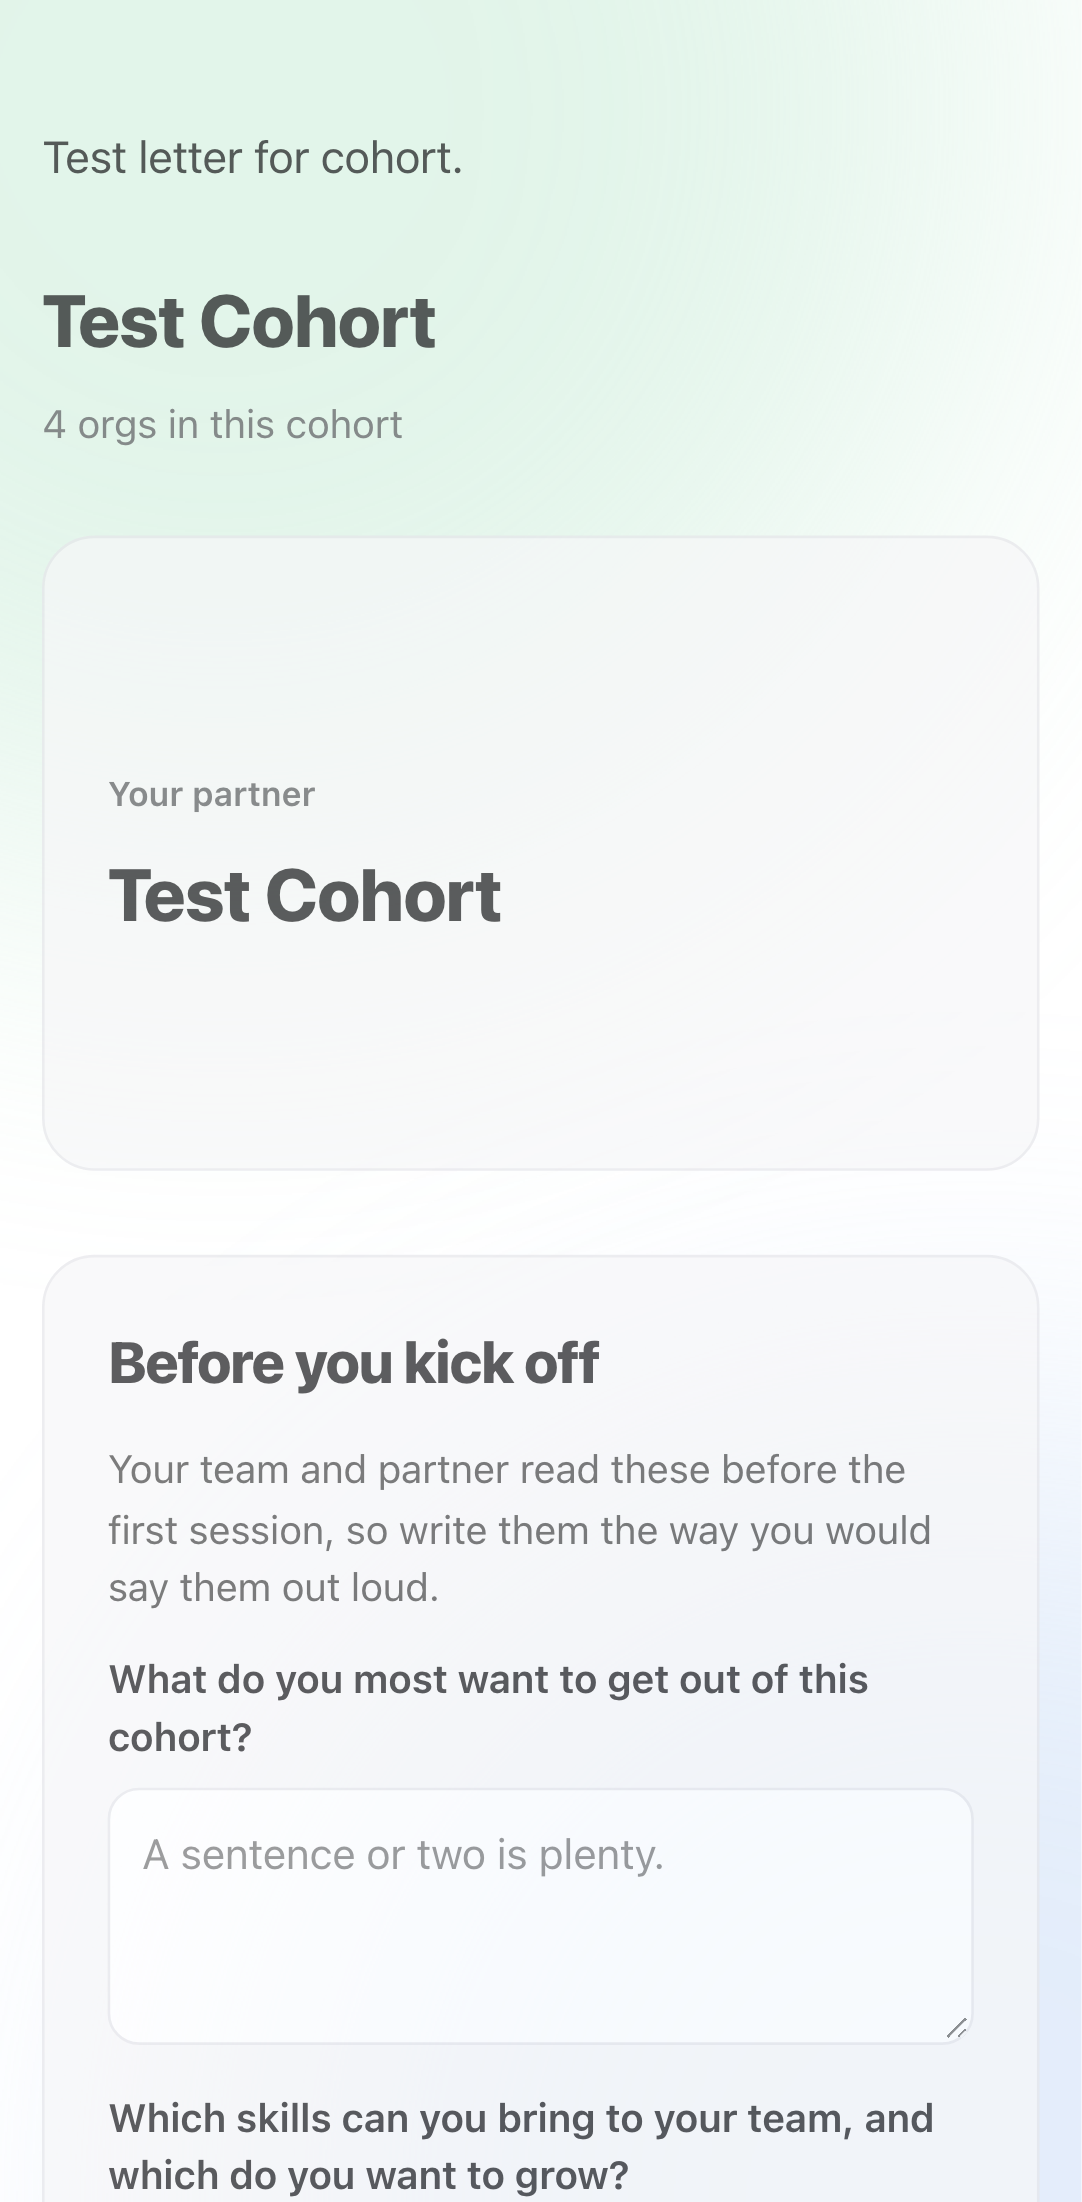 Test letter for cohort.
Test Cohort
4 orgs in this cohort
Your partner
Test Cohort
Before you kick off
Your team and partner read these before the
first session, so write them the way you would
say them out loud.
What do you most want to get out of this
cohort?
A sentence or two is plenty.
Which skills can you bring to your team, and
which do you want to grow?